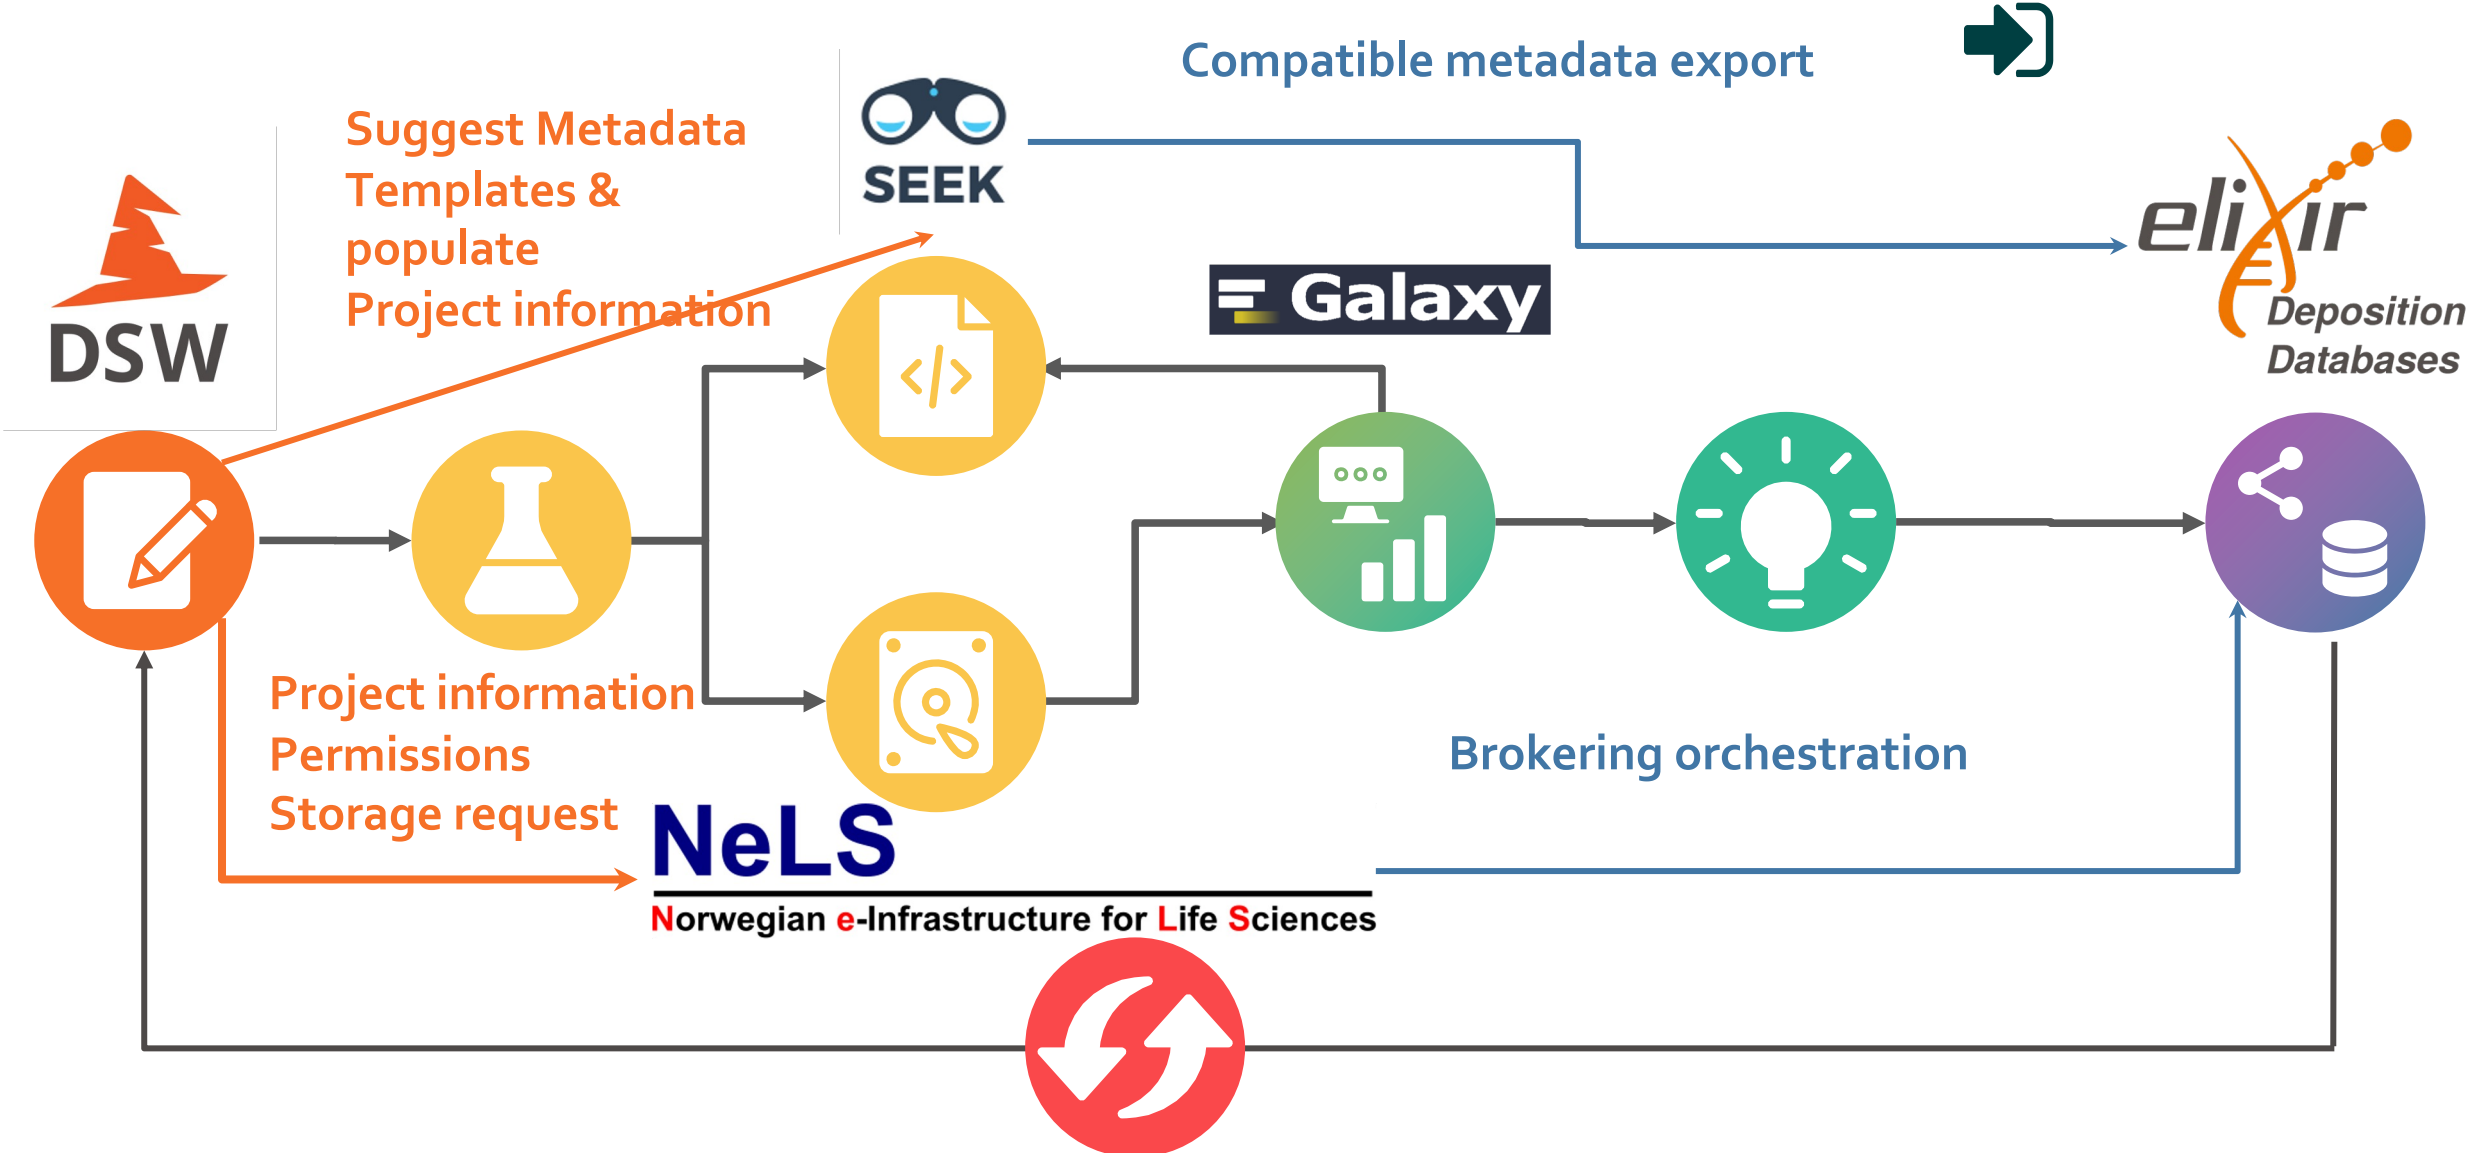 Compatible metadata export
Suggest Metadata
Templates &
populate
Project information
SEEK
DSW
Galaxy
elixir
Deposition
Databases
</>
Project information
Permissions
Storage request
Brokering orchestration
NeLS
Norwegian e-Infrastructure for Life Sciences